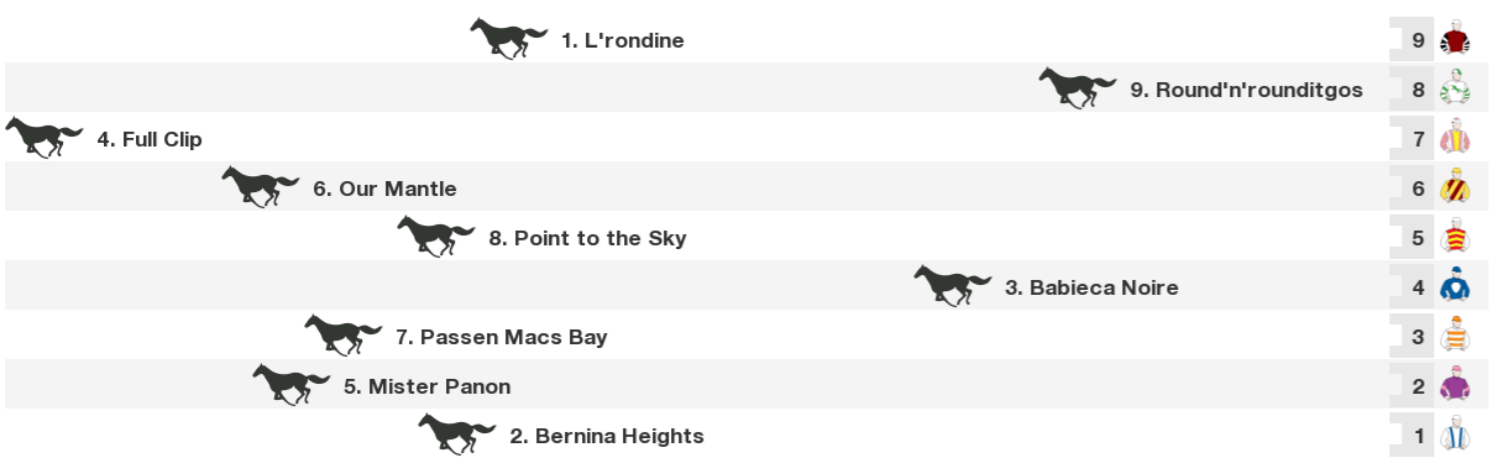 1. L'rondine 9
9. Round'n'rounditgos 8
4. Full Clip 7
6. Our Mantle 6
8. Point to the Sky 5
3. Babieca Noire 4
7. Passen Macs Bay 3
5. Mister Panon 2
2. Bernina Heights 1